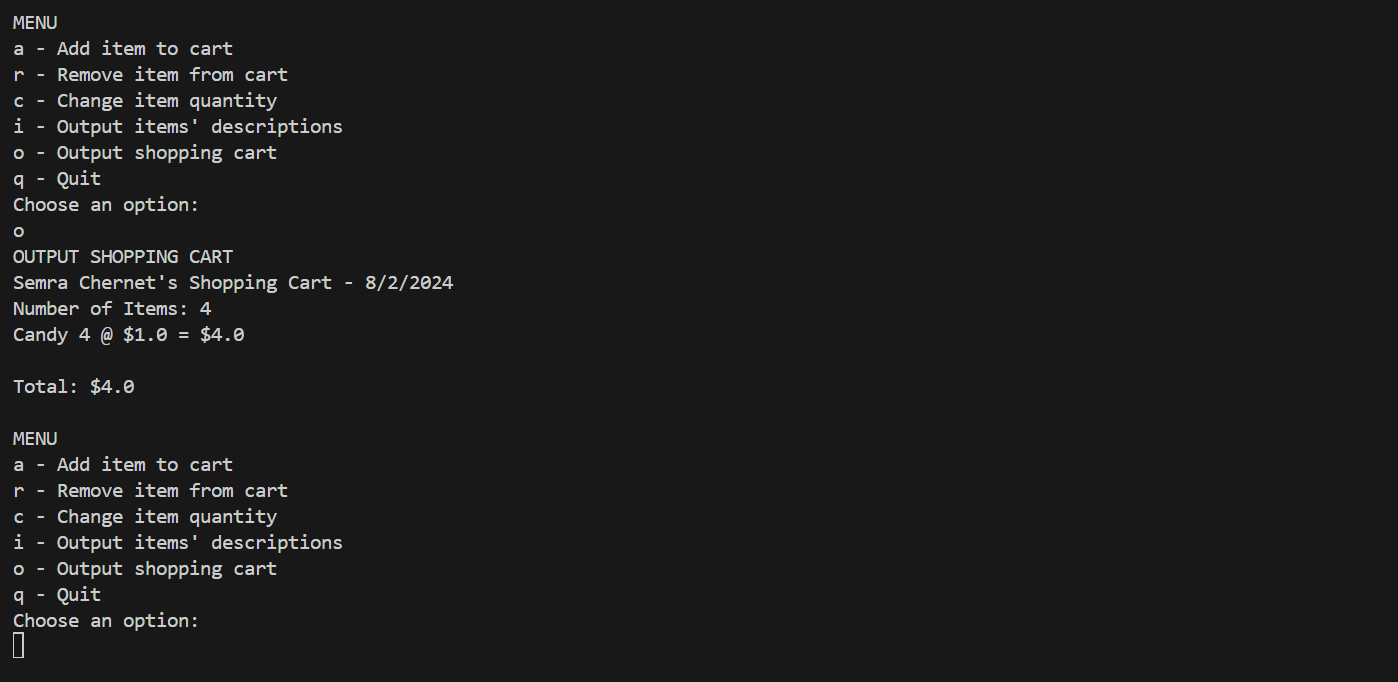 MENU
a - Add item to cart
r - Remove item from cart
c - Change item quantity
i - Output items' descriptions
o - Output shopping cart
q - Quit
Choose an option:
o
OUTPUT SHOPPING CART
Semra Chernet's Shopping Cart - 8/2/2024
Number of Items: 4
Candy 4 @ $1.0 = $4.0
Total: $4.0
MENU
a - Add item to cart
r - Remove item from cart
c - Change item quantity
i - Output items' descriptions
o - Output shopping cart
q - Quit
Choose an option: